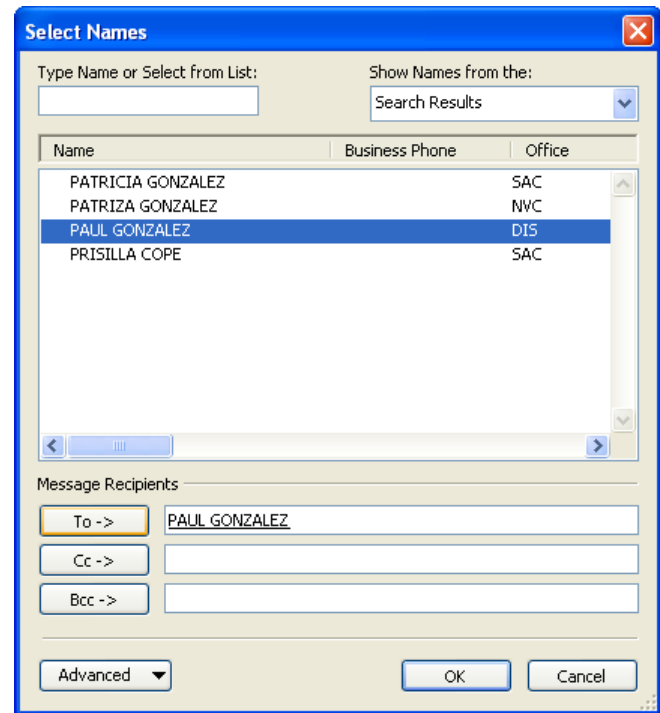 Select Names
Type Name or Select from List: Show Names from the:
Search Results
Name Business Phone Office
PATRICIA GONZALEZ SAC
PATRIZA GONZALEZ NVC
PAUL GONZALEZ DIS
PRISILLA COPE SAC
Message Recipients
To -> PAUL GONZALEZ
Cc ->
Bcc ->
Advanced OK Cancel